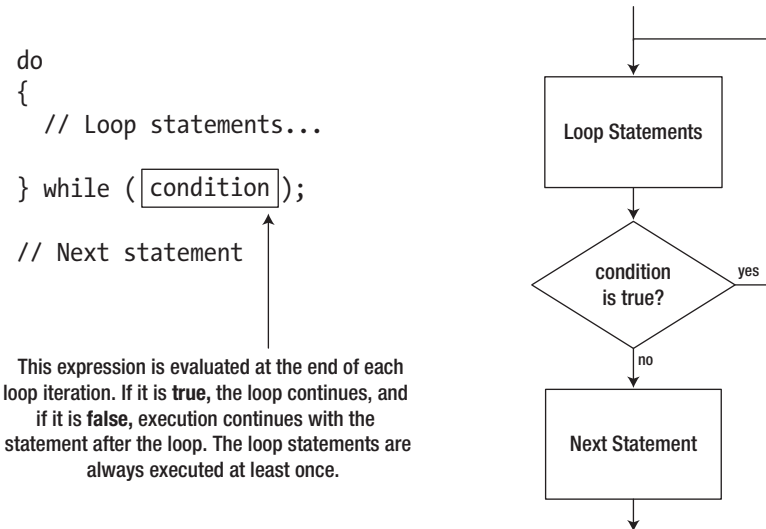 do
{
// Loop statements...
} while ( condition );
// Next statement
This expression is evaluated at the end of each
loop iteration. If it is true, the loop continues, and
if it is false, execution continues with the
statement after the loop. The loop statements are
always executed at least once.
Loop Statements
condition
is true?
yes
no
Next Statement